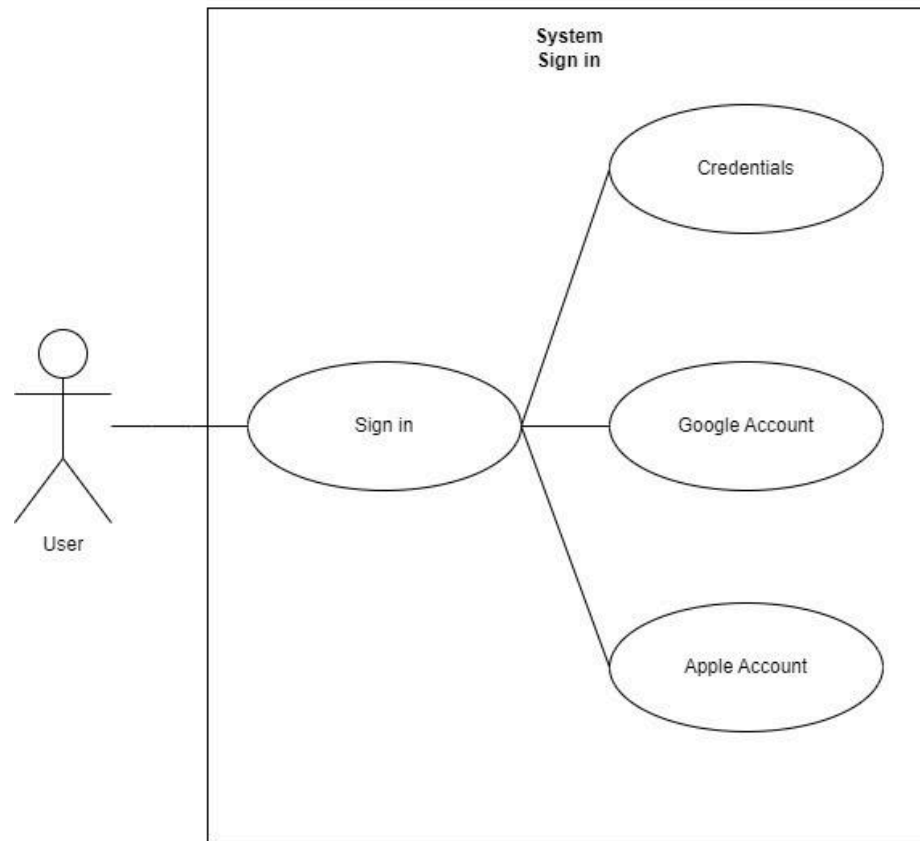 System
Sign in
Credentials
Sign in
Google Account
User
Apple Account